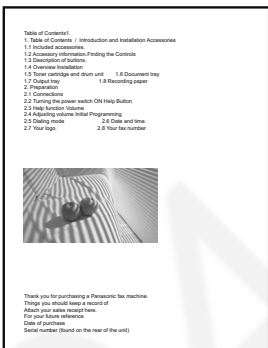 Table of Contents1.
1. Table of Contents / Introduction and Installation Accessories
1.1 Included accessories.
1.2 Accessory information.Finding the Controls
1.3 Description of buttons.
1.4 Overview Installation
1.5 Toner cartridge and drum unit 1.6 Document tray
1.7 Output tray 1.8 Recording paper
2. Preparation
2.1 Connections
2.2 Turning the power switch ON Help Button
2.3 Help function Volume
2.4 Adjusting volume Initial Programming
2.5 Dialing mode 2.6 Date and time.
2.7 Your logo. 2.8 Your fax number
Thank you for purchasing a Panasonic fax machine.
Things you should keep a record of
Attach your sales receipt here.
For your future reference
Date of purchase
Serial number (found on the rear of the unit)